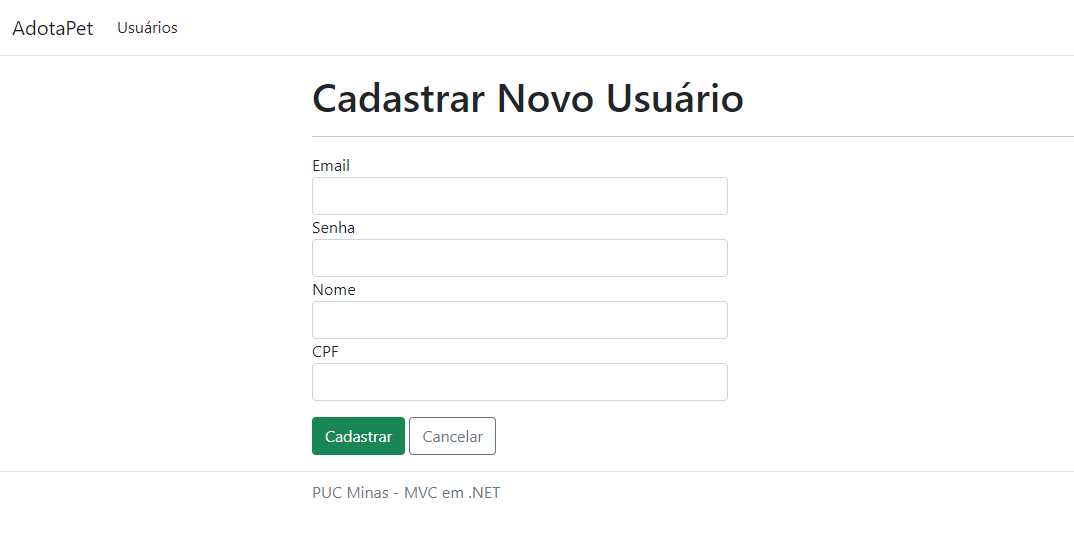 AdotaPet Usuários
Cadastrar Novo Usuário
Email
Senha
Nome
CPF
Cadastrar Cancelar
PUC Minas - MVC em .NET